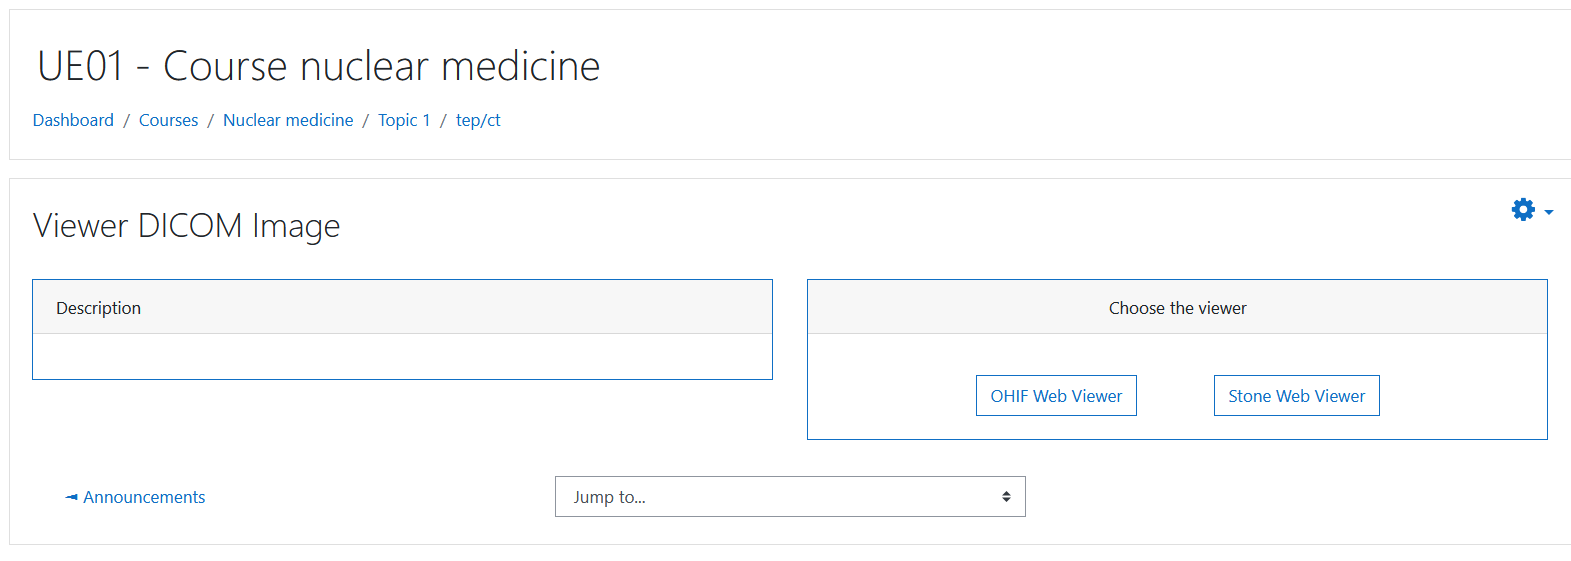 UE01 - Course nuclear medicine
Dashboard / Courses / Nuclear medicine / Topic 1 / tep/ct
Viewer DICOM Image
Description
Choose the viewer
OHIF Web Viewer
Stone Web Viewer
◄ Announcements
Jump to...